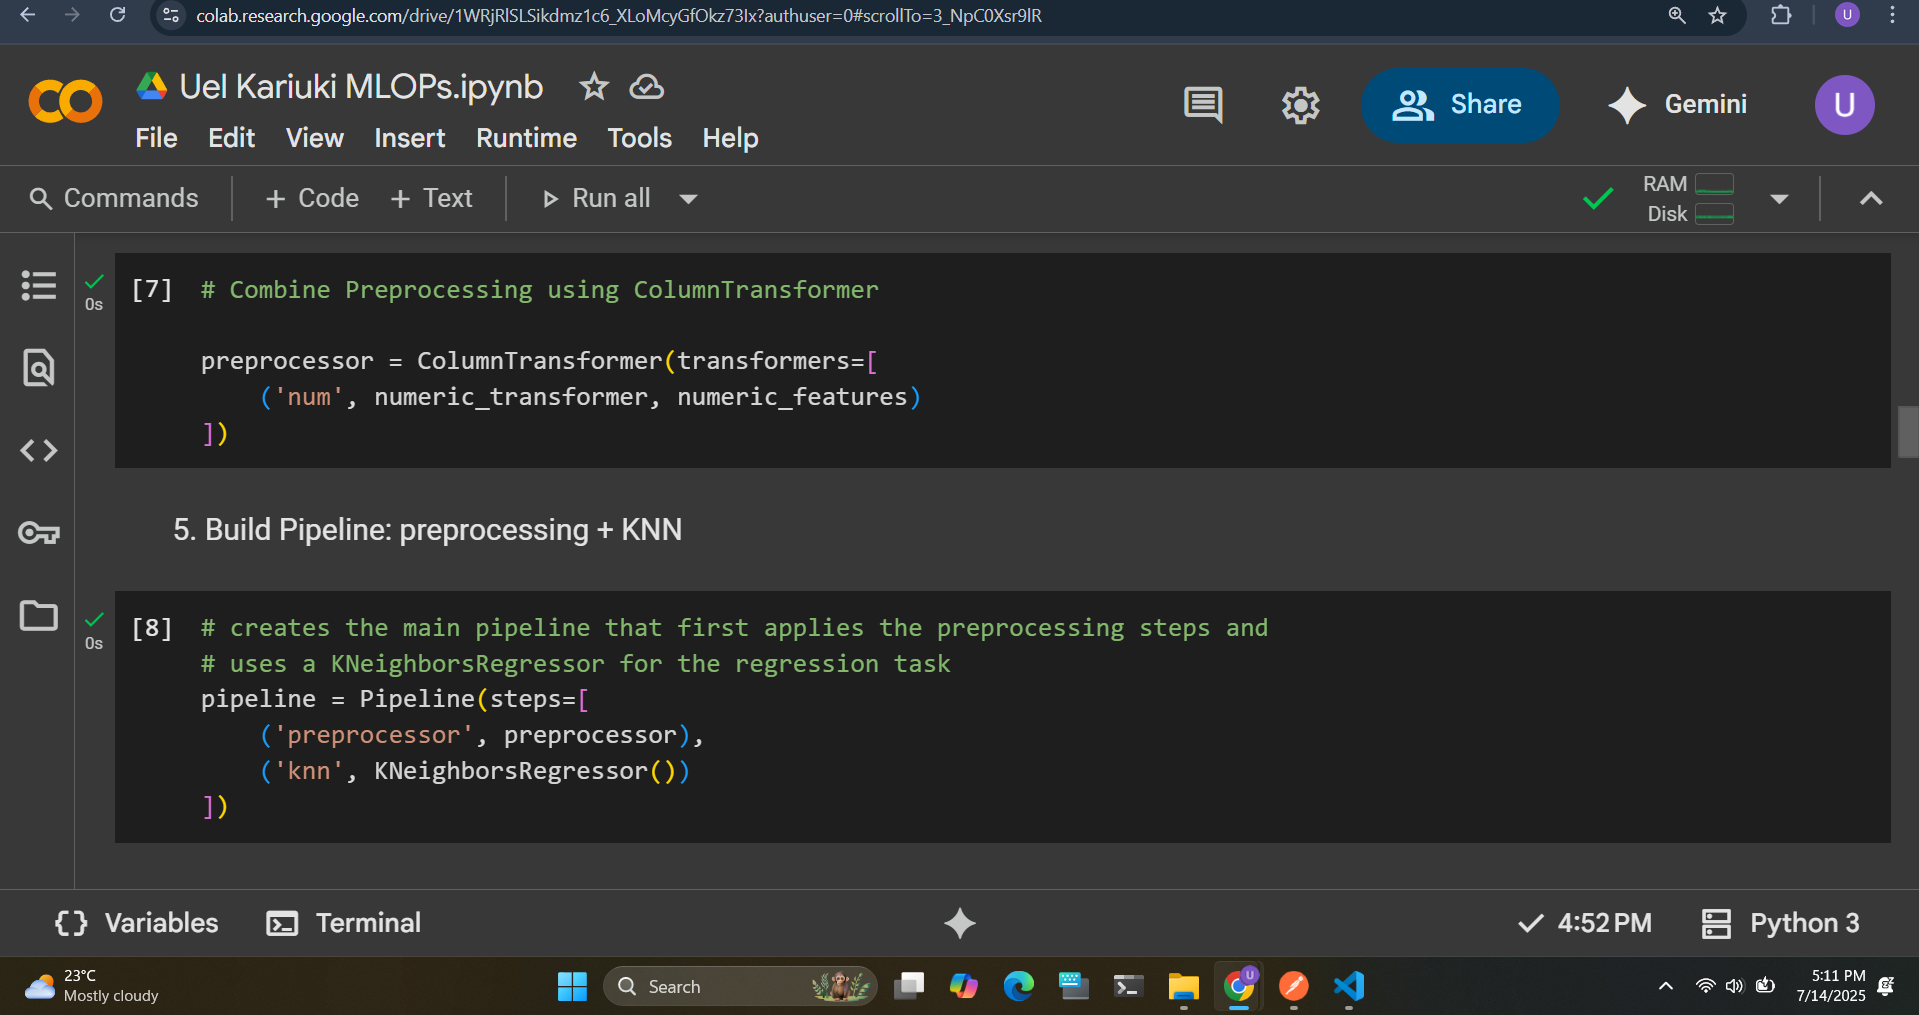 colab.research.google.com/drive/1WRjRlSLSikdmz1c6_XLoMcyGfOkz73Ix?authuser=0#scrollTo=3_NpC0Xsr9lR
U
Uel Kariuki MLOPs.ipynb
File Edit View Insert Runtime Tools Help
Share
Gemini
U
Commands
+ Code + Text
Run all
RAM
Disk
0s
[7] # Combine Preprocessing using ColumnTransformer
preprocessor = ColumnTransformer(transformers=[
('num', numeric_transformer, numeric_features)
])
5. Build Pipeline: preprocessing + KNN
0s
[8] # creates the main pipeline that first applies the preprocessing steps and
# uses a KNeighborsRegressor for the regression task
pipeline = Pipeline(steps=[
('preprocessor', preprocessor),
('knn', KNeighborsRegressor())
])
{} Variables
Terminal
4:52 PM
Python 3
23°C
Mostly cloudy
Search
U
5:11 PM
7/14/2025